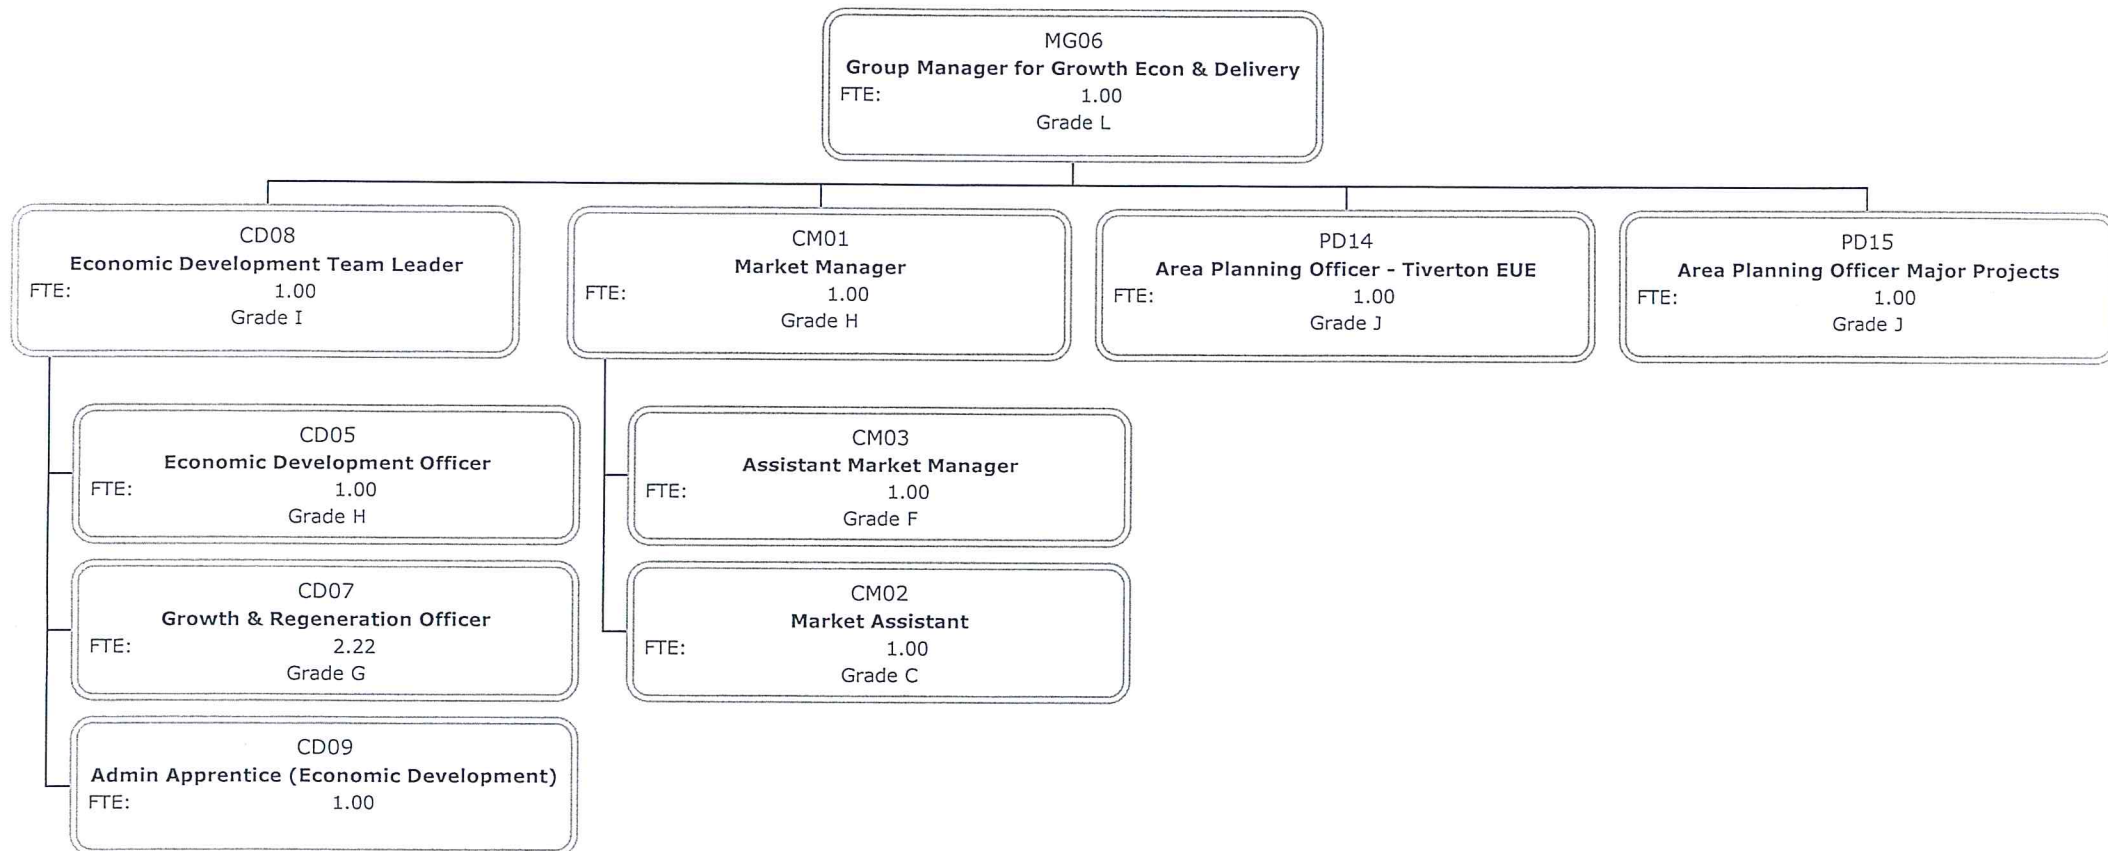 MG06
Group Manager for Growth Econ & Delivery
FTE: 1.00
Grade L
CD08
Economic Development Team Leader
FTE: 1.00
Grade I
CM01
Market Manager
FTE: 1.00
Grade H
PD14
Area Planning Officer - Tiverton EUE
FTE: 1.00
Grade J
PD15
Area Planning Officer Major Projects
FTE: 1.00
Grade J
CD05
Economic Development Officer
FTE: 1.00
Grade H
CD07
Growth & Regeneration Officer
FTE: 2.22
Grade G
CD09
Admin Apprentice (Economic Development)
FTE: 1.00
CM03
Assistant Market Manager
FTE: 1.00
Grade F
CM02
Market Assistant
FTE: 1.00
Grade C